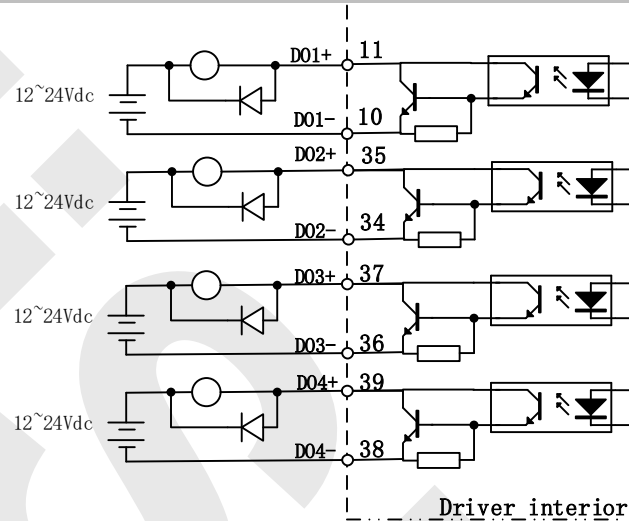 DO1+ 11
12~24Vdc
DO1- 10
DO2+ 35
12~24Vdc
DO2- 34
DO3+ 37
12~24Vdc
DO3- 36
DO4+ 39
12~24Vdc
DO4- 38
Driver interior